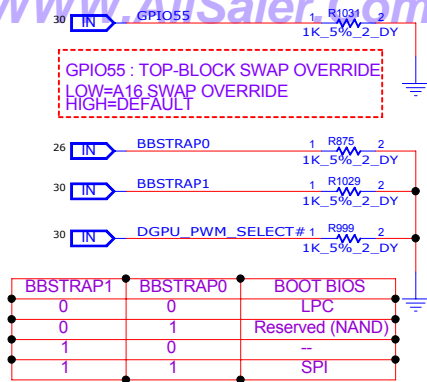 www.AliSaler.Com
30 IN GPIO55 1 R1031 2
1K_5%_2_DY
GPIO55 : TOP-BLOCK SWAP OVERRIDE
LOW=A16 SWAP OVERRIDE
HIGH=DEFAULT
26 IN BBSTRAP0 1 R875 2
1K_5%_2_DY
30 IN BBSTRAP1 1 R1029 2
1K_5%_2_DY
30 IN DGPU_PWM_SELECT# 1 R999 2
1K_5%_2_DY
BBSTRAP1 BBSTRAP0 BOOT BIOS
0 0 LPC
0 1 Reserved (NAND)
1 0 --
1 1 SPI